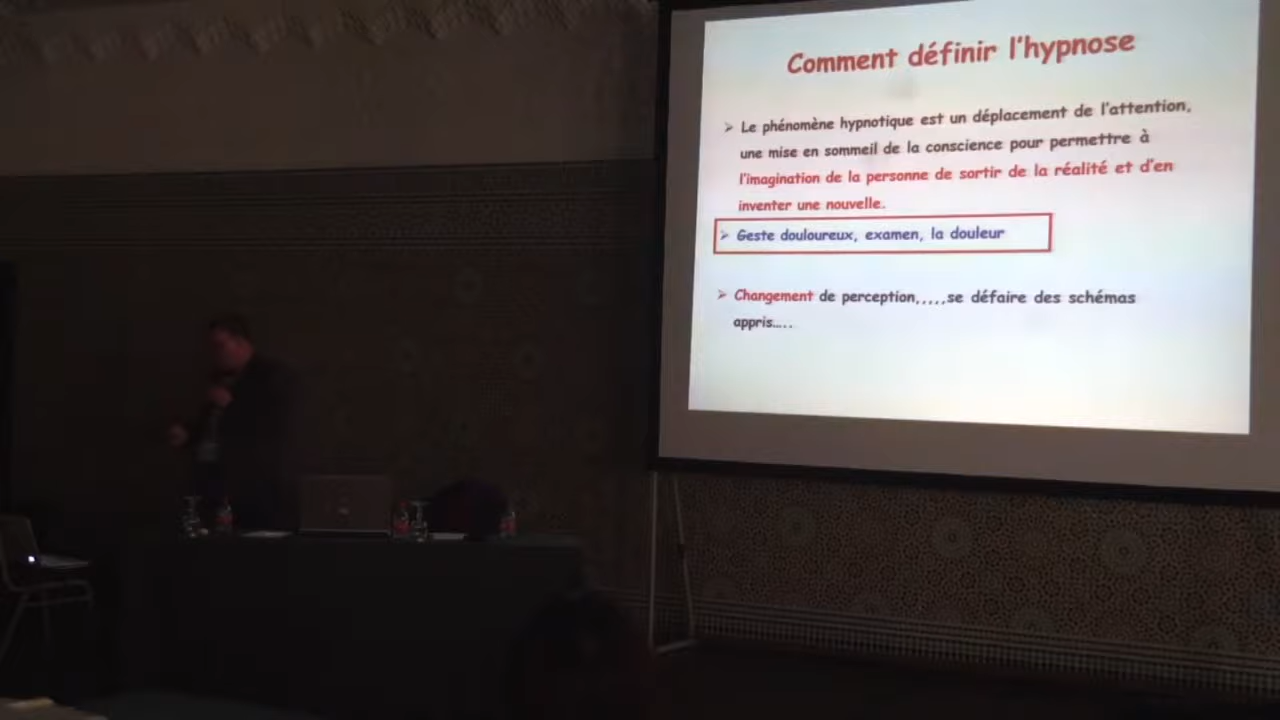 Comment définir l'hypnose
➢ Le phénomène hypnotique est un déplacement de l'attention,
une mise en sommeil de la conscience pour permettre à
l'imagination de la personne de sortir de la réalité et d'en
inventer une nouvelle.
➢ Geste douloureux, examen, la douleur
➢ Changement de perception,,,,,se défaire des schémas
appris…..